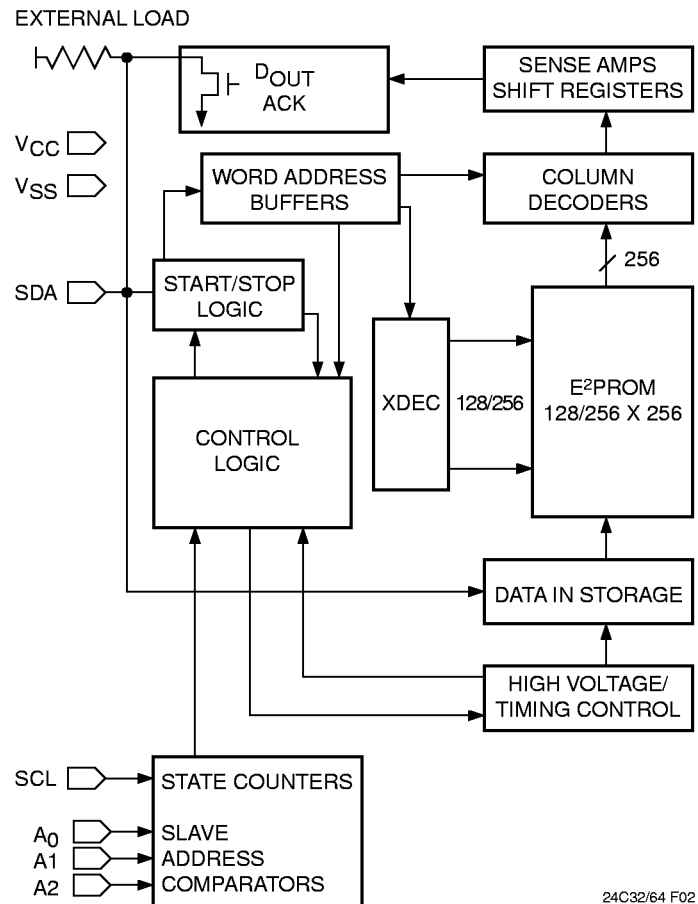 EXTERNAL LOAD
DOUT
ACK
SENSE AMPS
SHIFT REGISTERS
VCC
VSS
WORD ADDRESS
BUFFERS
COLUMN
DECODERS
256
SDA
START/STOP
LOGIC
XDEC
128/256
E²PROM
128/256 X 256
CONTROL
LOGIC
DATA IN STORAGE
HIGH VOLTAGE/
TIMING CONTROL
SCL
STATE COUNTERS
A0
SLAVE
A1
ADDRESS
A2
COMPARATORS
24C32/64 F02